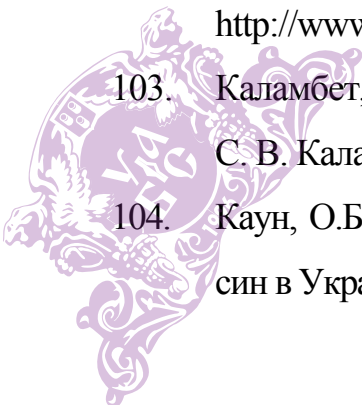 http://www
103. Каламбет,
С. В. Кала
104. Каун, О.Б
син в Укра